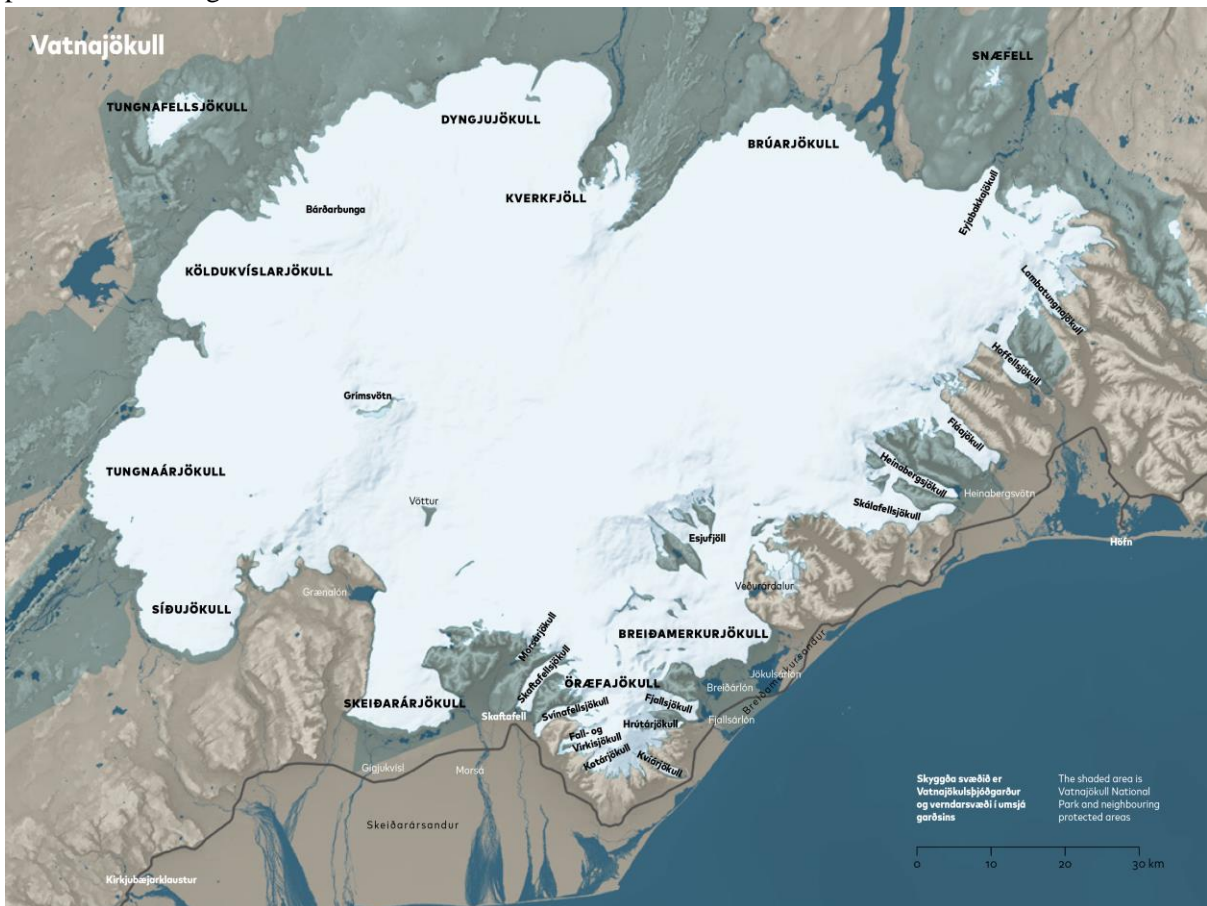 Vatnajökull
SNÆFELL
TUNGNAFELLSJÖKULL
DYNGJUJÖKULL
BRÚARJÖKULL
KVERKFJÖLL
Eyjabakkajökull
Bárðarbunga
KÖLDUKVÍSLARJÖKULL
Lambatungnajökull
Hoffellsjökull
Grímsvötn
Fláajökull
TUNGNAÁRJÖKULL
Heinabergsjökull
Heinabergsvötn
Vöttur
Skálafellsjökull
Esjufjöll
Höfn
Veðurárdalur
Grænalón
SÍÐUJÖKULL
Morsárjökull
BREIÐAMERKURJÖKULL
Skaftafellsjökull
Breiðamerkursandur
Jökulsárlón
ÖRÆFAJÖKULL
Breiðárlón
SKEIÐARÁRJÖKULL
Fjallsjökull
Skaftafell
Svínafellsjökull
Hrútárjökull
Fjallsárlón
Fall- og
Virkisjökull
Kotárjökull
Kvíárjökull
Gígjukvísl
Morsá
Skeiðarársandur
Kirkjubæjarklaustur
Skyggða svæðið er
Vatnajökulsþjóðgarður
og verndarsvæði í umsjá
garðsins
The shaded area is
Vatnajökull National
Park and neighbouring
protected areas
0 10 20 30 km